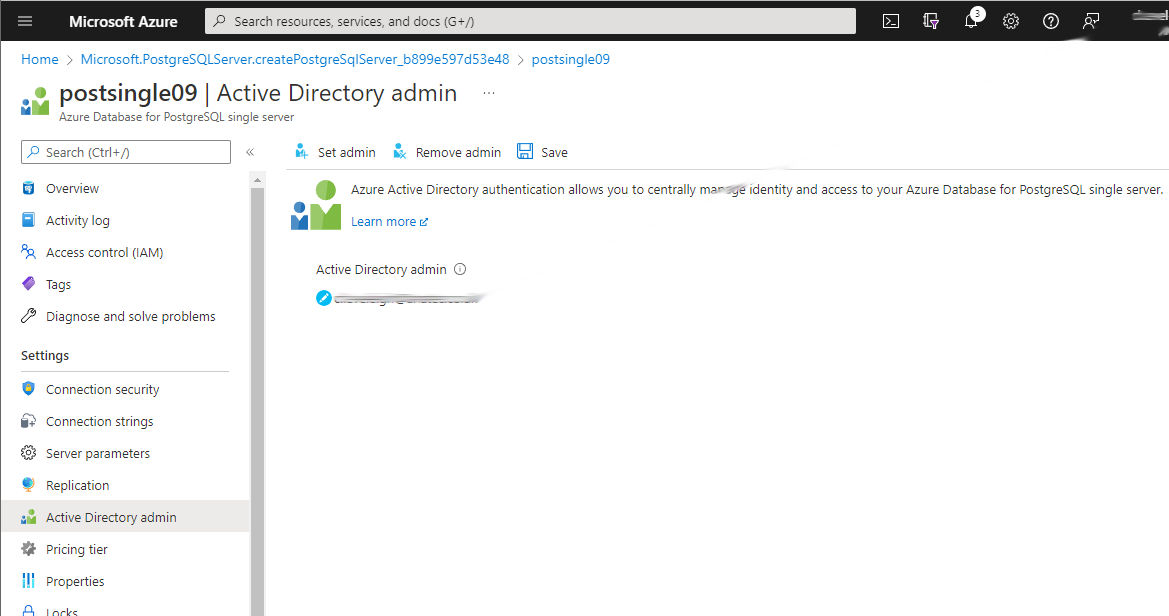 Microsoft Azure
Search resources, services, and docs (G+/)
3
Home > Microsoft.PostgreSQLServer.createPostgreSqlServer_b899e597d53e48 > postsingle09
postsingle09 | Active Directory admin ...
Azure Database for PostgreSQL single server
Search (Ctrl+/)
«
Overview
Activity log
Access control (IAM)
Tags
Diagnose and solve problems
Settings
Connection security
Connection strings
Server parameters
Replication
Active Directory admin
Pricing tier
Properties
Locks
Set admin
Remove admin
Save
Azure Active Directory authentication allows you to centrally manage identity and access to your Azure Database for PostgreSQL single server.
Learn more
Active Directory admin